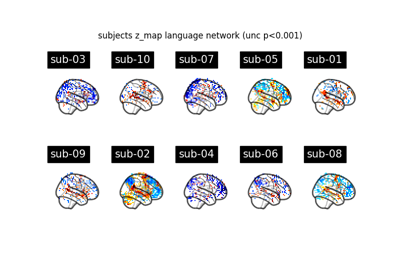 subjects z_map language network (unc p<0.001)
sub-03 sub-10 sub-07 sub-05 sub-01
sub-09 sub-02 sub-04 sub-06 sub-08